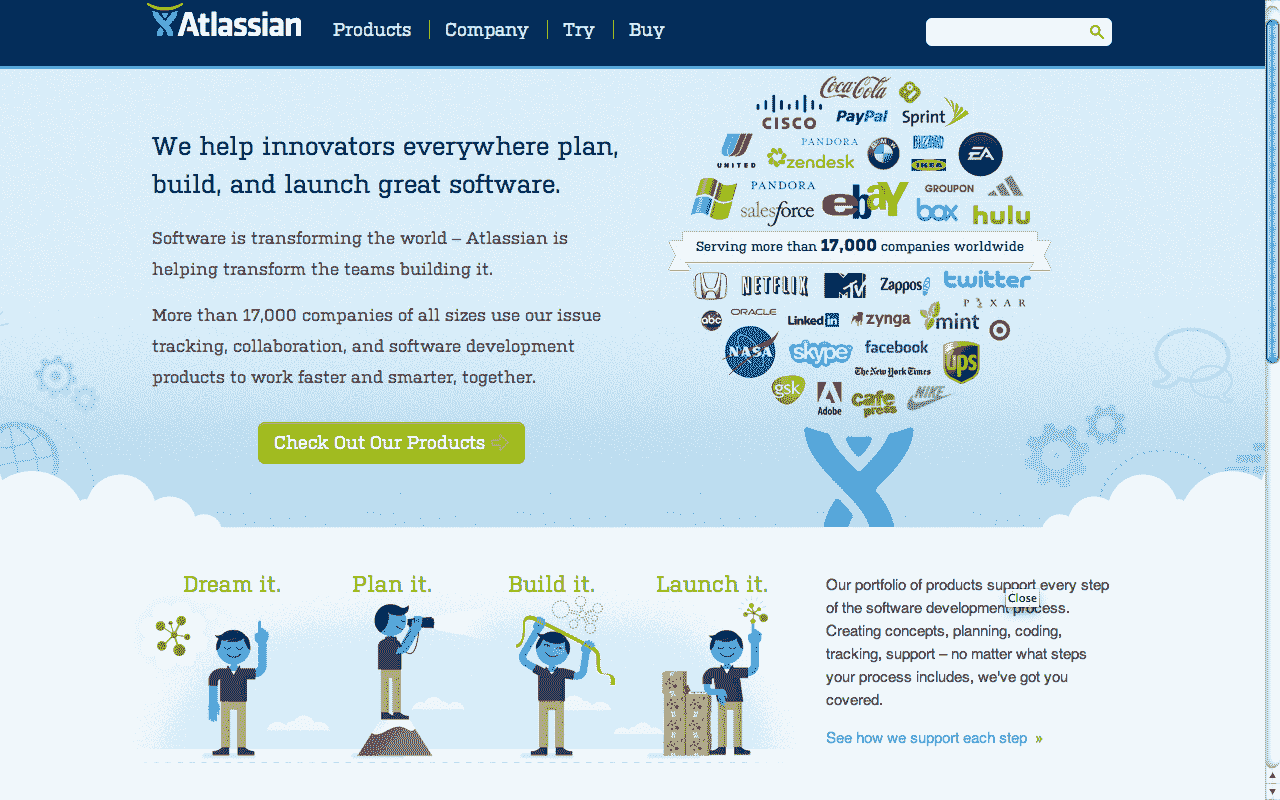 Atlassian
Products
Company
Try
Buy
We help innovators everywhere plan,
build, and launch great software.
Software is transforming the world – Atlassian is
helping transform the teams building it.
More than 17,000 companies of all sizes use our issue
tracking, collaboration, and software development
products to work faster and smarter, together.
Check Out Our Products
Coca-Cola
CISCO
PayPal
Sprint
UNITED
PANDORA
zendesk
BLIZZARD
IKEA
EA
PANDORA
salesforce
ebay
GROUPON
box
hulu
Serving more than 17,000 companies worldwide
NETFLIX
MTV
Zappos
twitter
abc
ORACLE
LinkedIn
zynga
mint
PIXAR
NASA
skype
facebook
The New York Times
ups
gsk
Adobe
cafe
press
NIKE
Dream it.
Plan it.
Build it.
Launch it.
Our portfolio of products support every step
of the software development process.
Close
Creating concepts, planning, coding,
tracking, support – no matter what steps
your process includes, we've got you
covered.
See how we support each step »